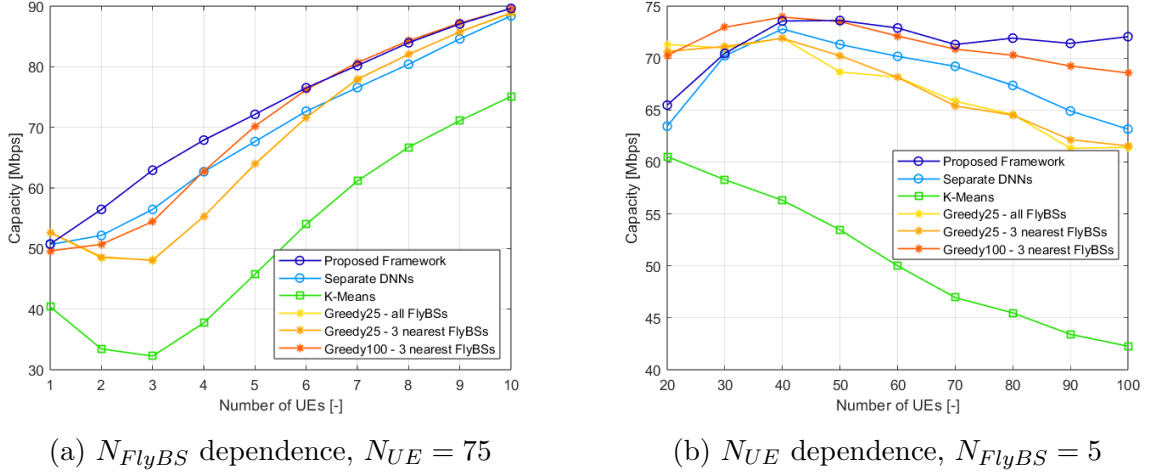 90
80
70
60
50
40
30
Capacity [Mbps]
1 2 3 4 5 6 7 8 9 10
Number of UEs [-]
Proposed Framework
Separate DNNs
K-Means
Greedy25 - all FlyBSs
Greedy25 - 3 nearest FlyBSs
Greedy100 - 3 nearest FlyBSs
(a) N_{FlyBS} dependence, N_{UE} = 75
75
70
65
60
55
50
45
40
Capacity [Mbps]
20 30 40 50 60 70 80 90 100
Number of UEs [-]
Proposed Framework
Separate DNNs
K-Means
Greedy25 - all FlyBSs
Greedy25 - 3 nearest FlyBSs
Greedy100 - 3 nearest FlyBSs
(b) N_{UE} dependence, N_{FlyBS} = 5